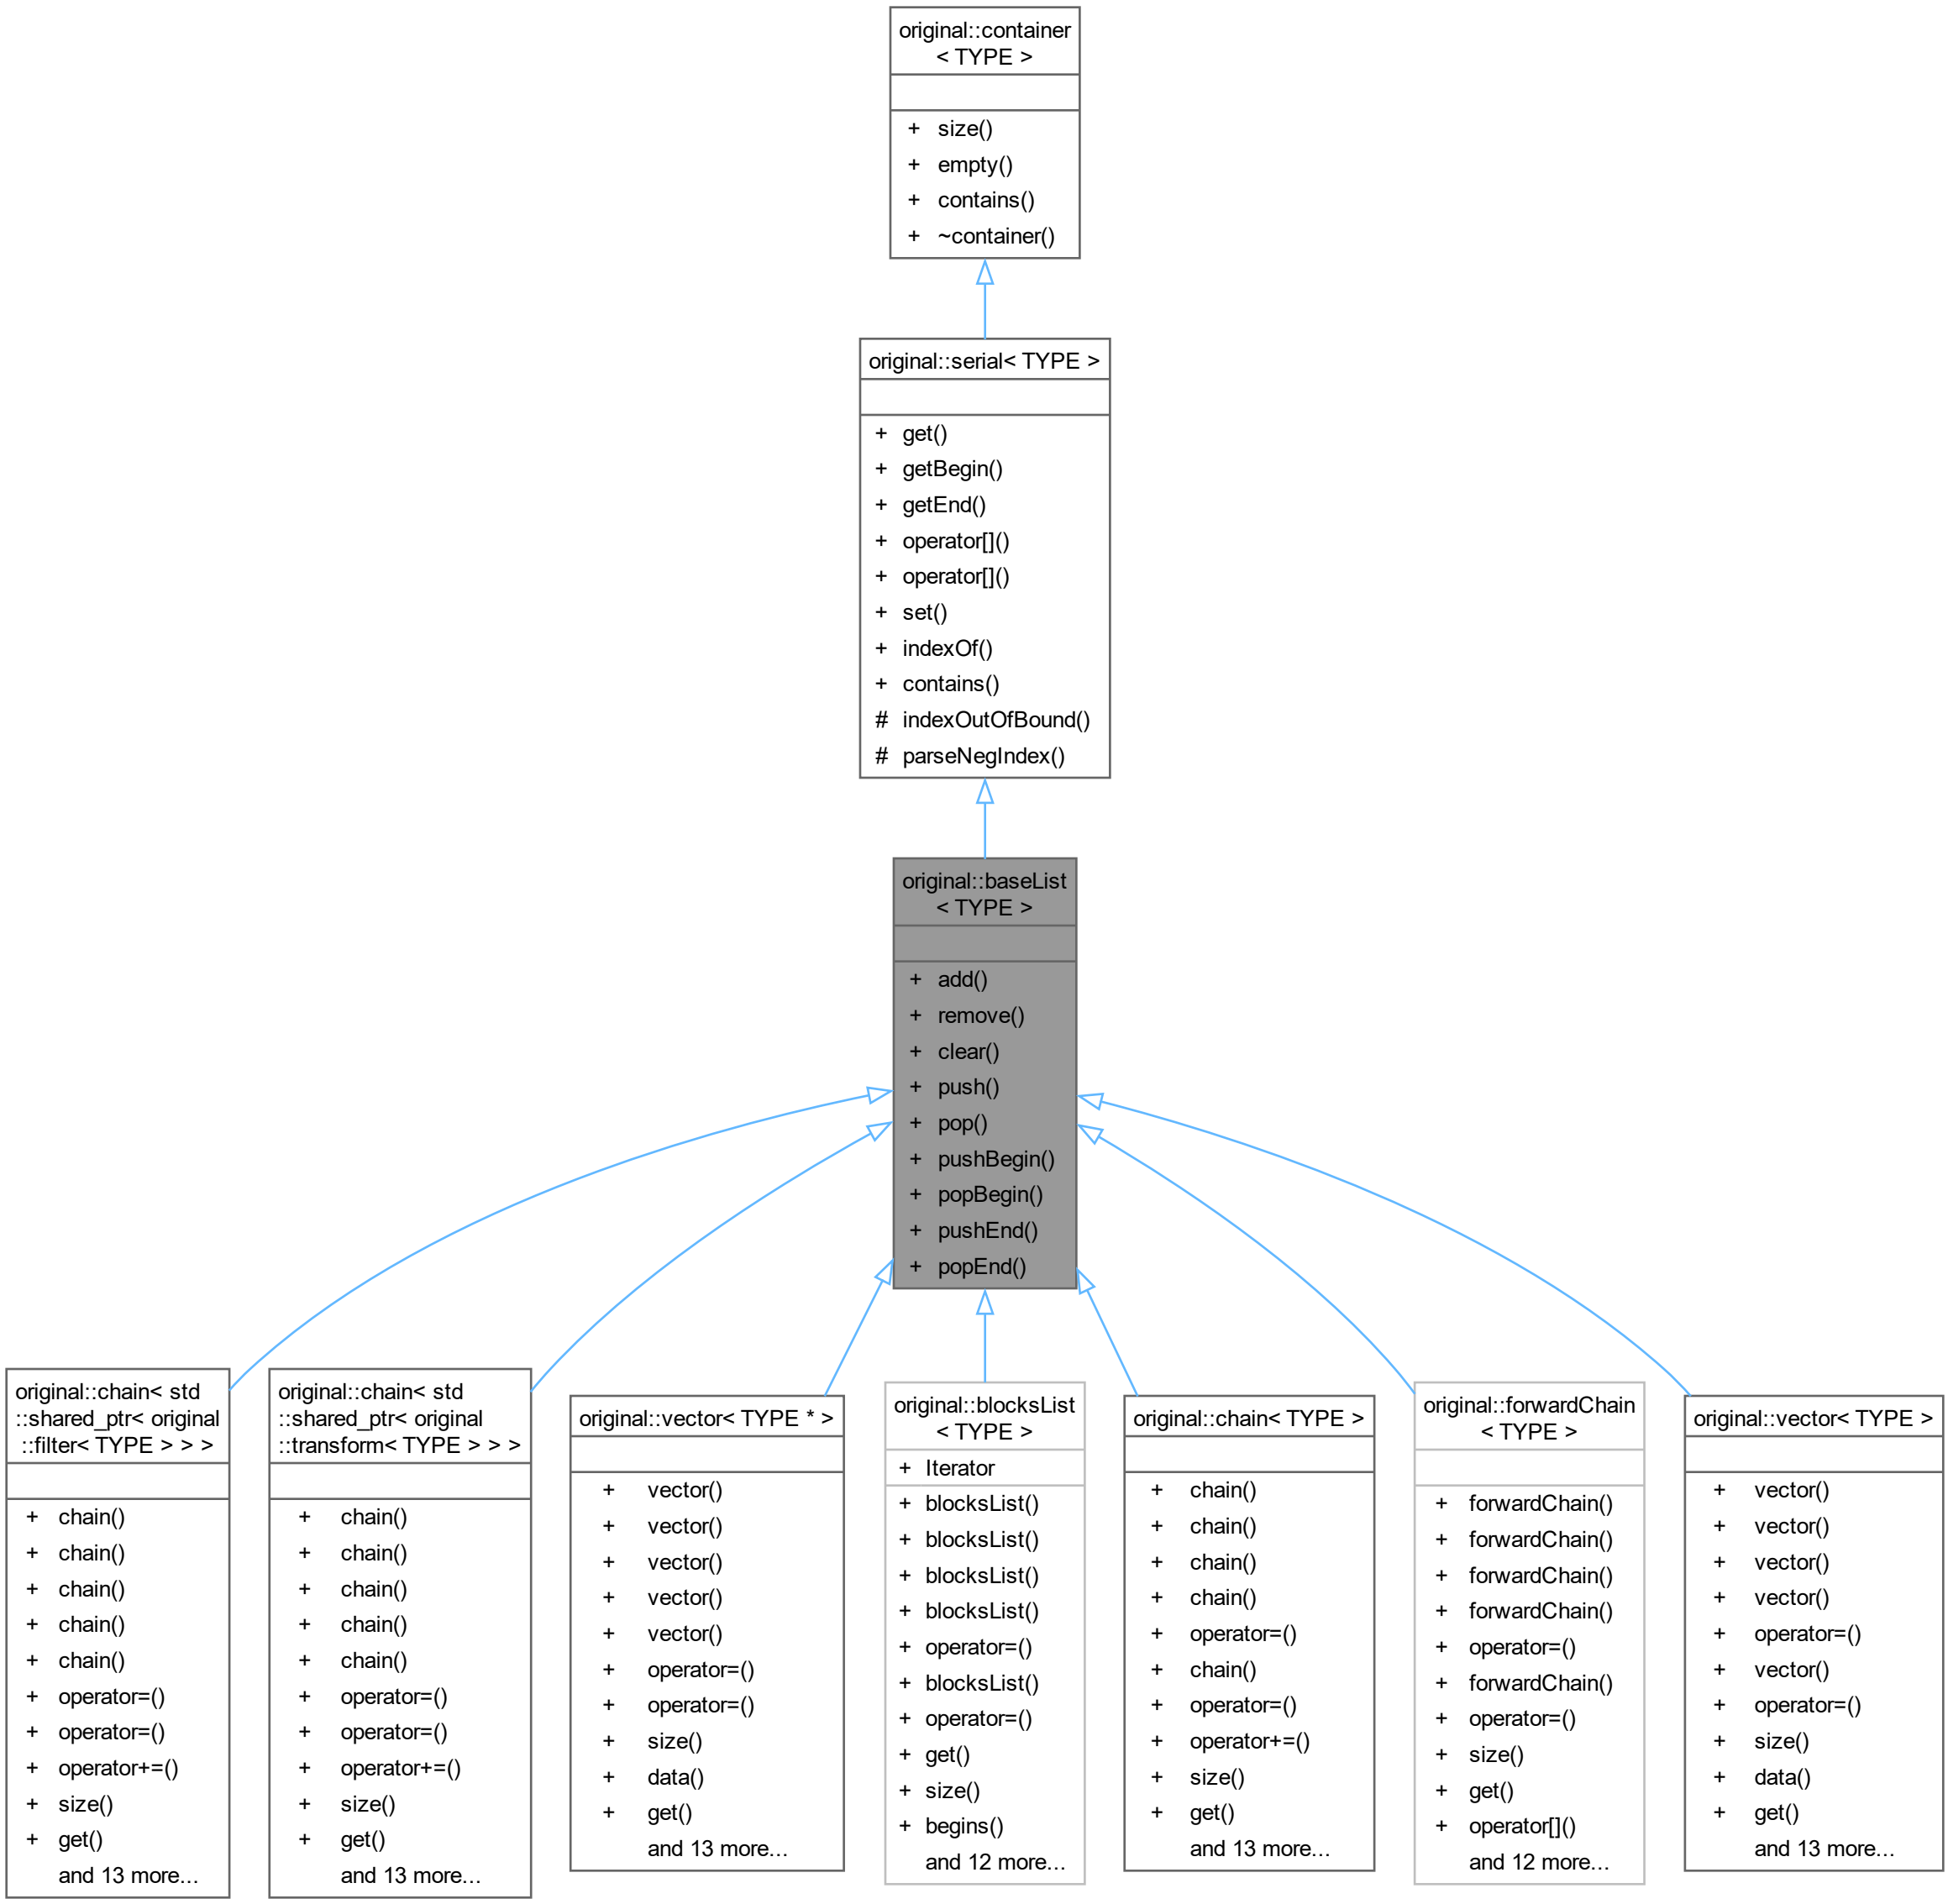 original::container
< TYPE >
+ size()
+ empty()
+ contains()
+ ~container()
original::serial< TYPE >
+ get()
+ getBegin()
+ getEnd()
+ operator[]()
+ operator[]()
+ set()
+ indexOf()
+ contains()
# indexOutOfBound()
# parseNegIndex()
original::baseList
< TYPE >
+ add()
+ remove()
+ clear()
+ push()
+ pop()
+ pushBegin()
+ popBegin()
+ pushEnd()
+ popEnd()
original::chain< std
::shared_ptr< original
::filter< TYPE > > >
+ chain()
+ chain()
+ chain()
+ chain()
+ chain()
+ operator=()
+ operator=()
+ operator+=()
+ size()
+ get()
and 13 more...
original::chain< std
::shared_ptr< original
::transform< TYPE > > >
+ chain()
+ chain()
+ chain()
+ chain()
+ chain()
+ operator=()
+ operator=()
+ operator+=()
+ size()
+ get()
and 13 more...
original::vector< TYPE * >
+ vector()
+ vector()
+ vector()
+ vector()
+ vector()
+ operator=()
+ operator=()
+ size()
+ data()
+ get()
and 13 more...
original::blocksList
< TYPE >
+ Iterator
+ blocksList()
+ blocksList()
+ blocksList()
+ blocksList()
+ operator=()
+ blocksList()
+ operator=()
+ get()
+ size()
+ begins()
and 12 more...
original::chain< TYPE >
+ chain()
+ chain()
+ chain()
+ chain()
+ operator=()
+ chain()
+ operator=()
+ operator+=()
+ size()
+ get()
and 13 more...
original::forwardChain
< TYPE >
+ forwardChain()
+ forwardChain()
+ forwardChain()
+ forwardChain()
+ operator=()
+ forwardChain()
+ operator=()
+ size()
+ get()
+ operator[]()
and 12 more...
original::vector< TYPE >
+ vector()
+ vector()
+ vector()
+ vector()
+ operator=()
+ vector()
+ operator=()
+ size()
+ data()
+ get()
and 13 more...